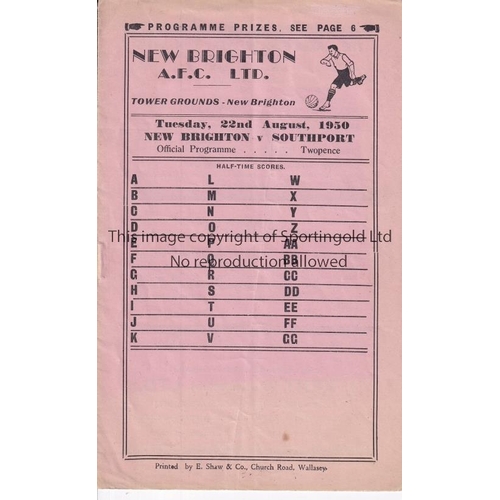 PROGRAMME PRIZES, SEE PAGE 6
NEW BRIGHTON
A.F.C. LTD.
TOWER GROUNDS - New Brighton
Tuesday, 22nd August, 1950
NEW BRIGHTON v SOUTHPORT
Official Programme . . . . . Twopence
HALF-TIME SCORES.
A L W
B M X
C N Y
D O Z
E P AA
F Q BB
G R CC
H S DD
I T EE
J U FF
K V GG
This image copyright of Sportingold Ltd
No reproduction allowed
Printed by E. Shaw & Co., Church Road, Wallasey